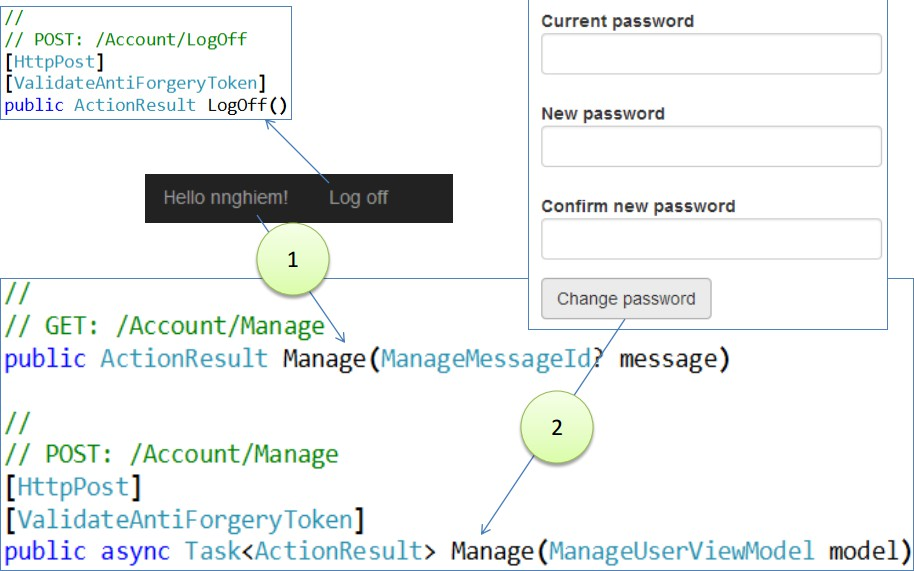 //
// POST: /Account/LogOff
[HttpPost]
[ValidateAntiForgeryToken]
public ActionResult LogOff()
Current password
New password
Confirm new password
Change password
Hello nnghiem! Log off
1
//
// GET: /Account/Manage
public ActionResult Manage(ManageMessageId? message)
2
//
// POST: /Account/Manage
[HttpPost]
[ValidateAntiForgeryToken]
public async Task<ActionResult> Manage(ManageUserViewModel model)